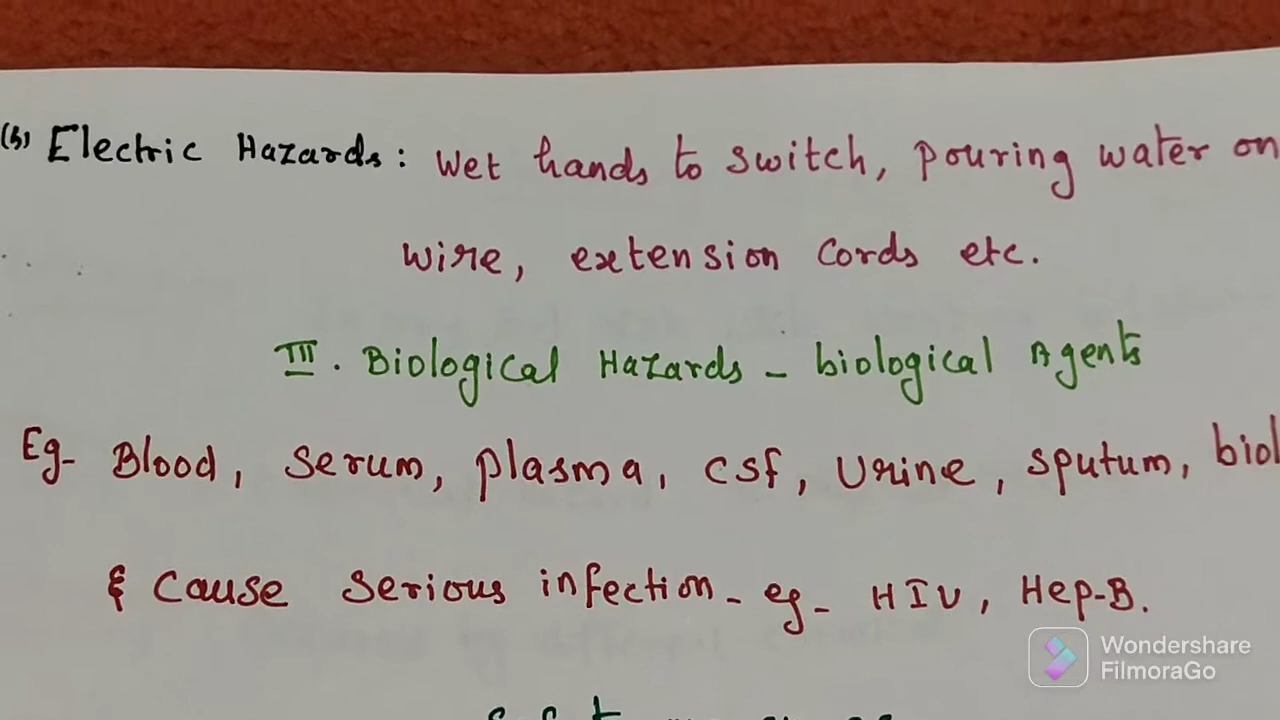 (b) Electric Hazards: Wet hands to switch, pouring water on
wire, extension cords etc.
III. Biological Hazards - biological Agents
Eg- Blood, serum, plasma, csf, urine, sputum, biol
& cause serious infection - eg- HIV, Hep-B.
Wondershare
FilmoraGo